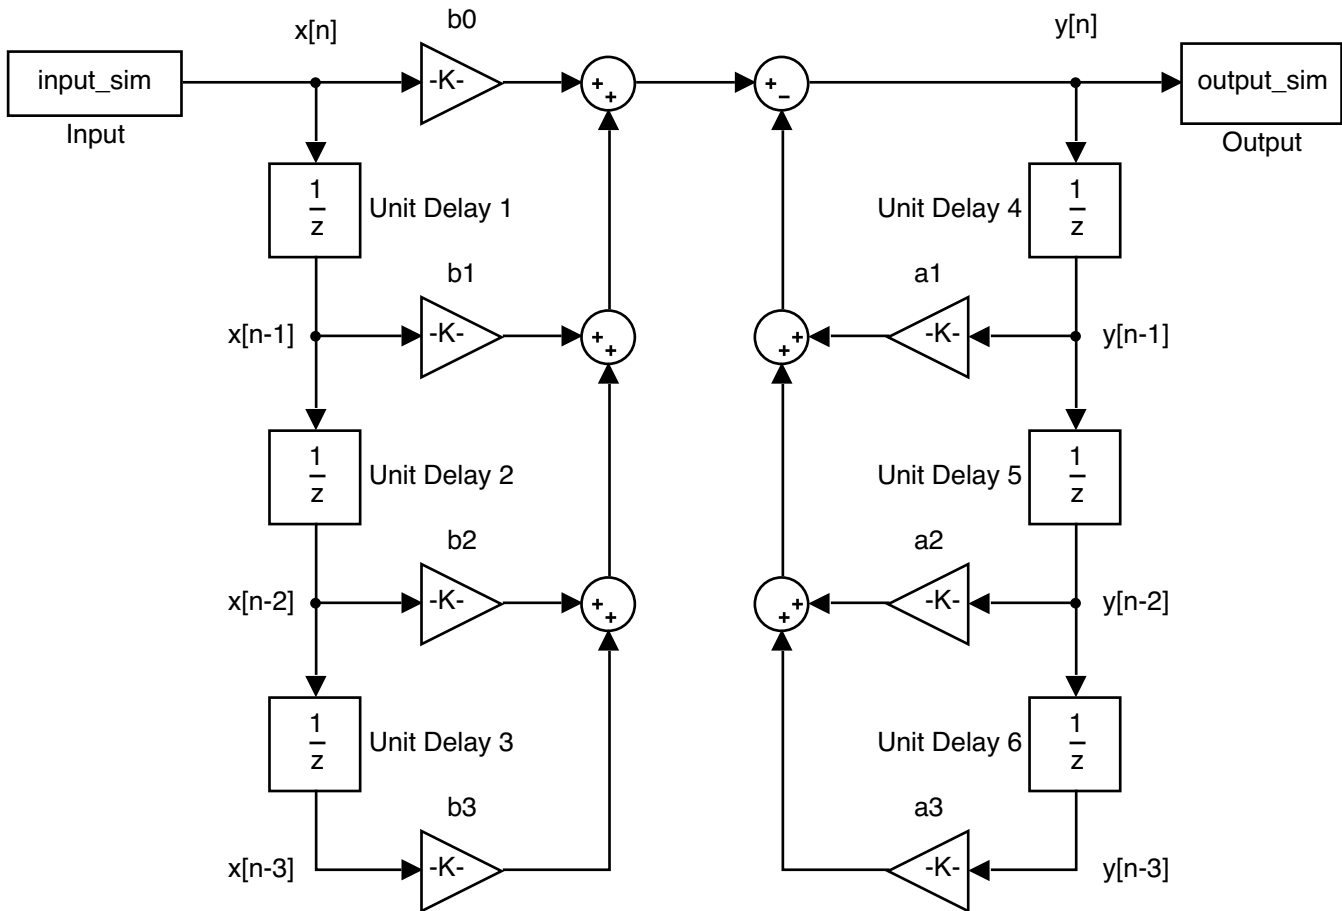 x[n]
b0
y[n]
input_sim
-K-
+
+
+
−
output_sim
Input
Output
1
z
Unit Delay 1
Unit Delay 4
1
z
b1
a1
x[n-1]
-K-
+
+
+
+
-K-
y[n-1]
1
z
Unit Delay 2
Unit Delay 5
1
z
b2
a2
x[n-2]
-K-
+
+
+
+
-K-
y[n-2]
1
z
Unit Delay 3
Unit Delay 6
1
z
b3
a3
x[n-3]
-K-
-K-
y[n-3]